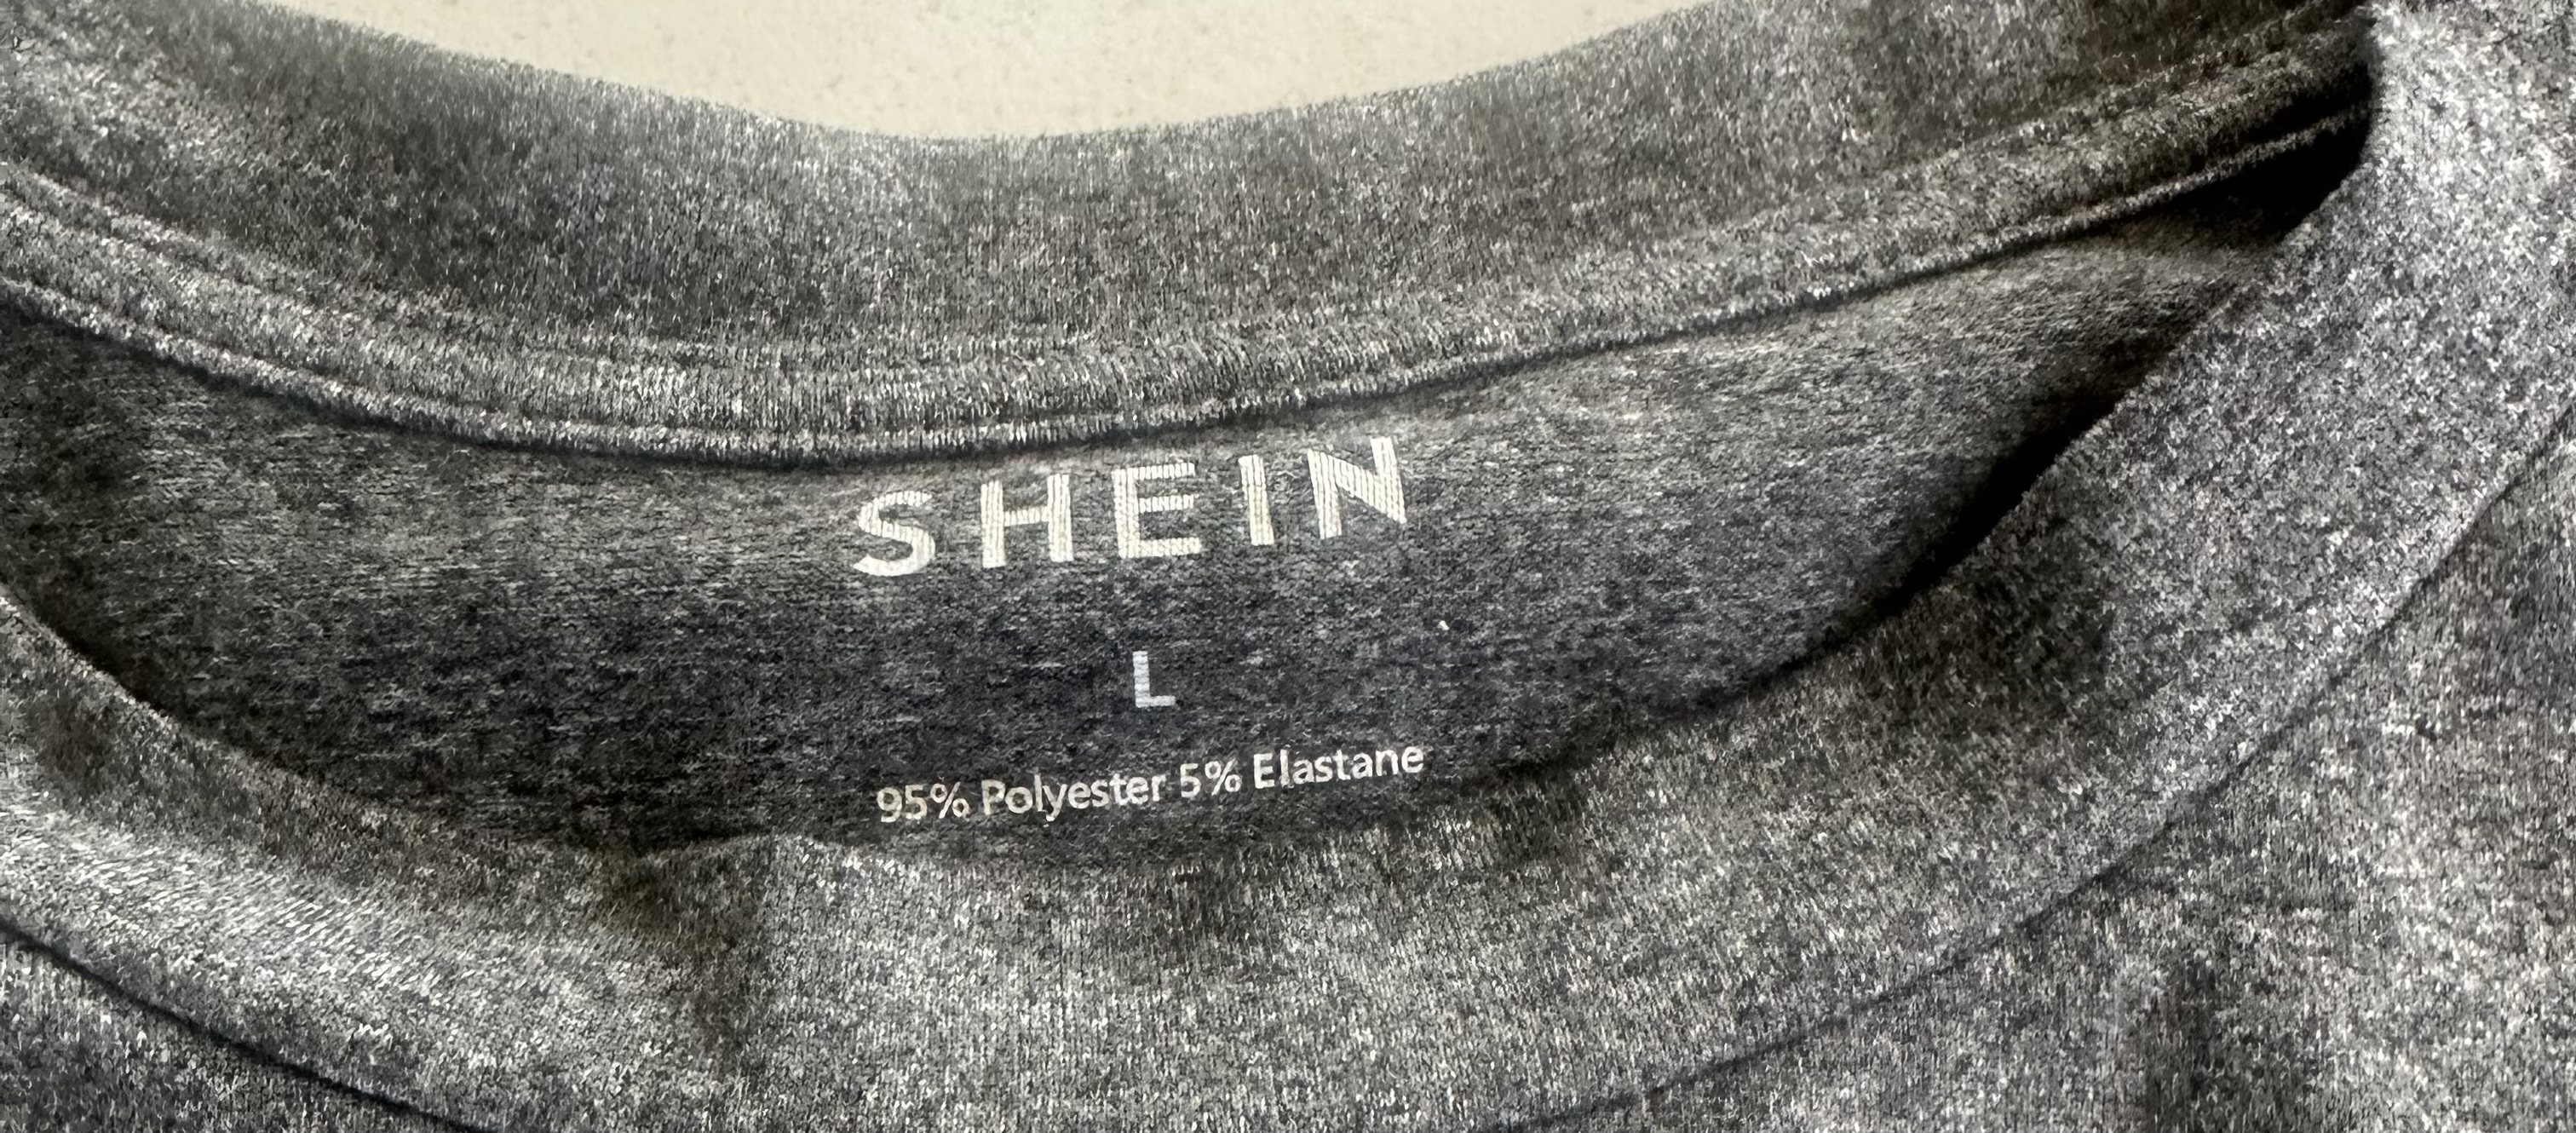 SHEIN
L
95% Polyester 5% Elastane